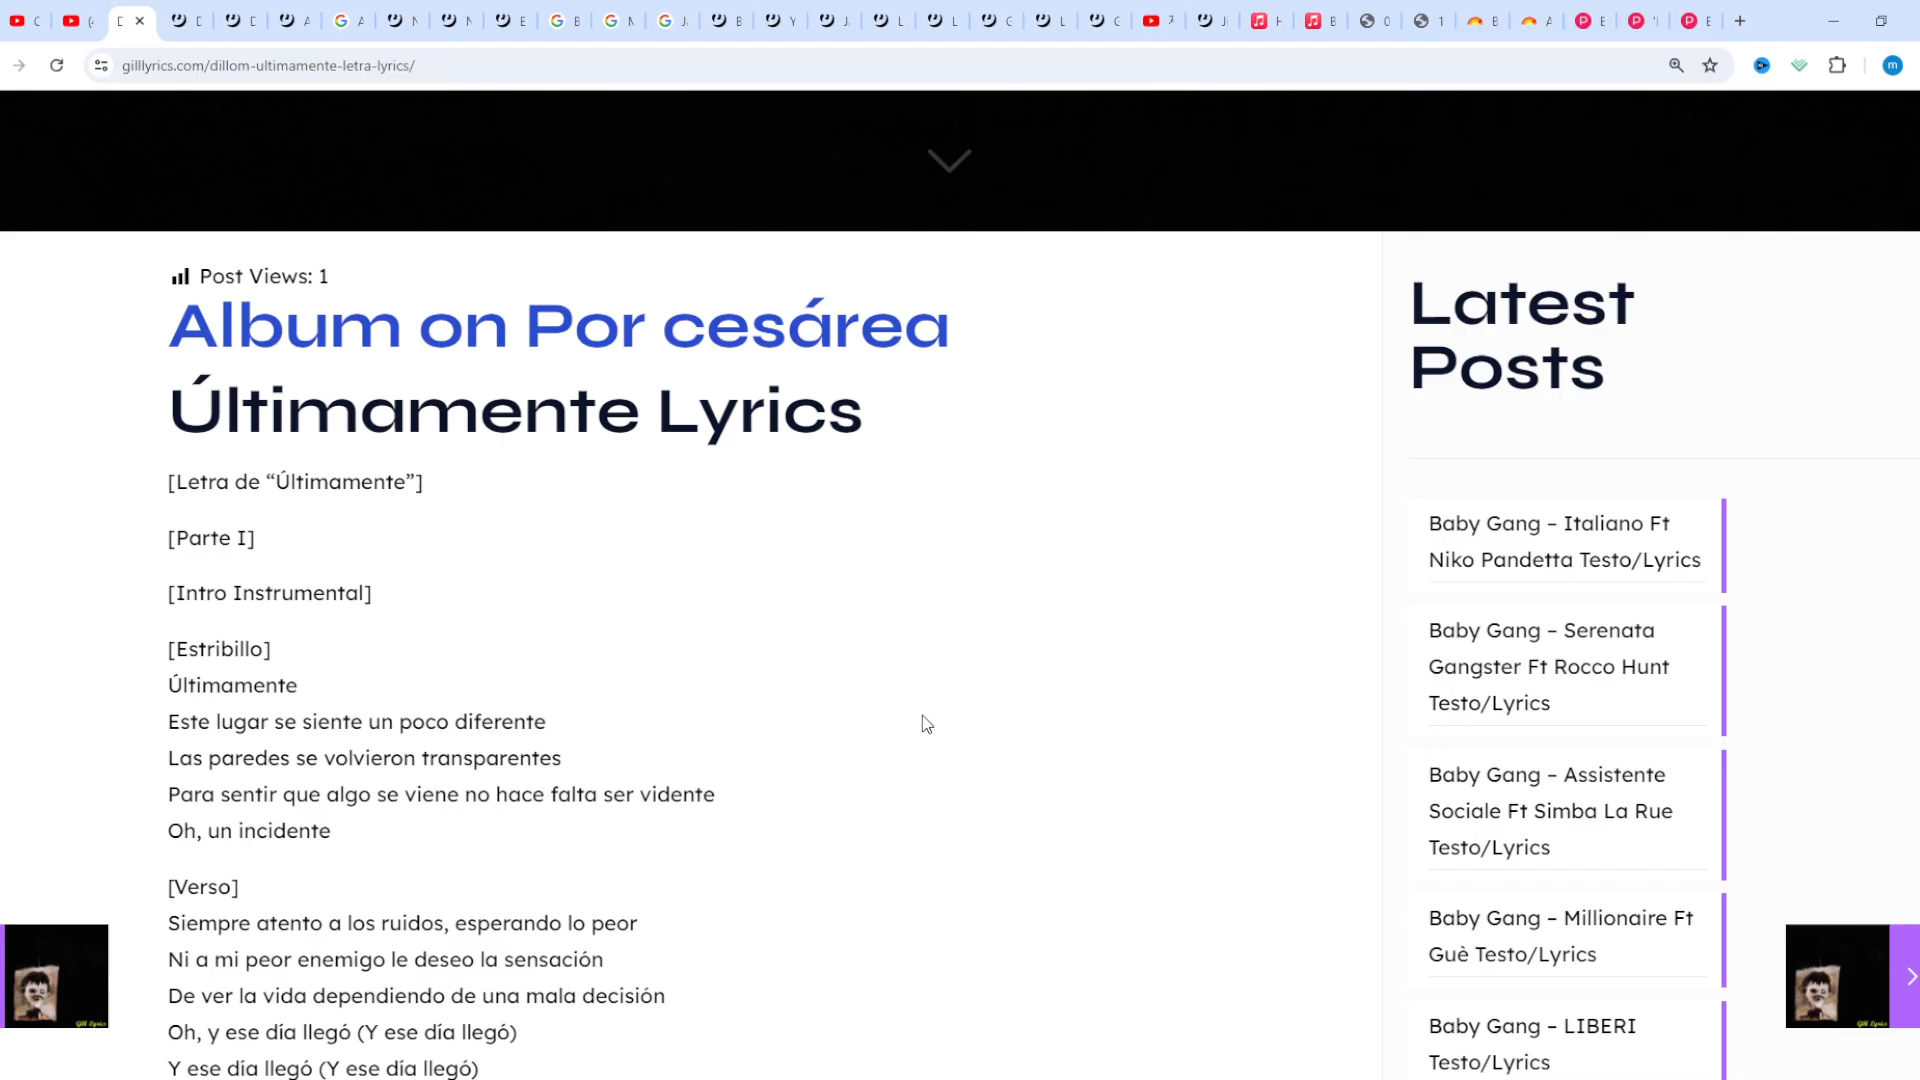 gilllyrics.com/dillom-ultimamente-letra-lyrics/
m
Post Views: 1
Album on Por cesárea
Últimamente Lyrics
[Letra de “Últimamente”]
[Parte I]
[Intro Instrumental]
[Estribillo]
Últimamente
Este lugar se siente un poco diferente
Las paredes se volvieron transparentes
Para sentir que algo se viene no hace falta ser vidente
Oh, un incidente
[Verso]
Siempre atento a los ruidos, esperando lo peor
Ni a mi peor enemigo le deseo la sensación
De ver la vida dependiendo de una mala decisión
Oh, y ese día llegó (Y ese día llegó)
Y ese día llegó (Y ese día llegó)
Latest
Posts
Baby Gang – Italiano Ft
Niko Pandetta Testo/Lyrics
Baby Gang – Serenata
Gangster Ft Rocco Hunt
Testo/Lyrics
Baby Gang – Assistente
Sociale Ft Simba La Rue
Testo/Lyrics
Baby Gang – Millionaire Ft
Guè Testo/Lyrics
Baby Gang – LIBERI
Testo/Lyrics
Gill Lyrics
Gill Lyrics